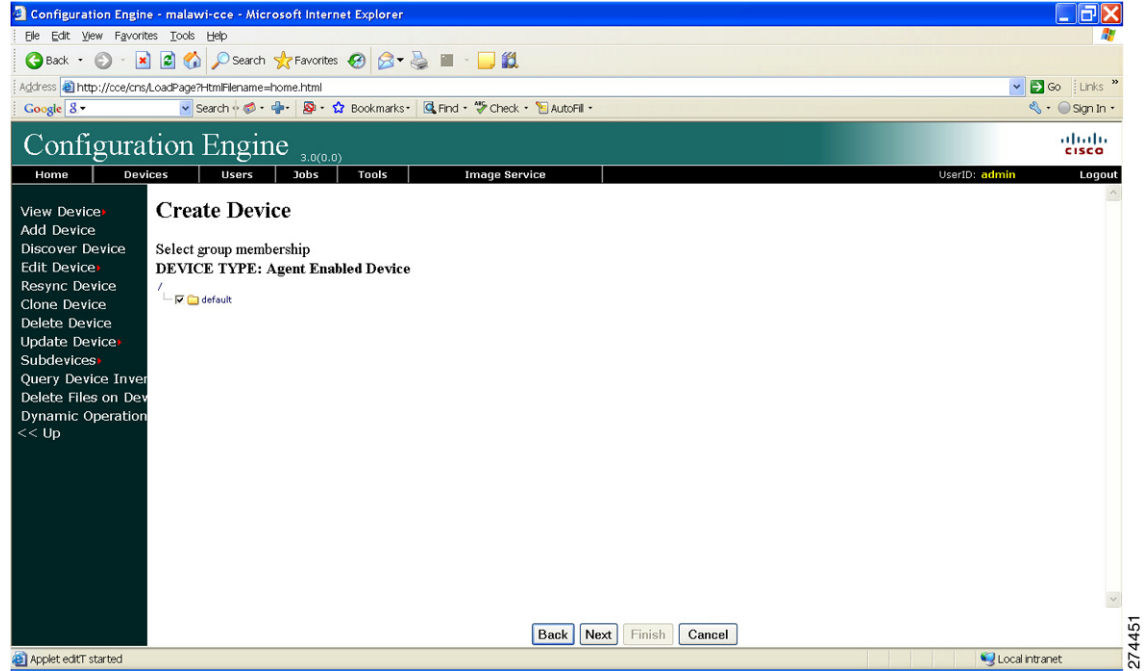 Configuration Engine - malawi-cce - Microsoft Internet Explorer
File Edit View Favorites Tools Help
Back Search Favorites
Address http://cce/cns/LoadPage?HtmlFilename=home.html Go Links »
Google Search Bookmarks Find Check AutoFill Sign In
Configuration Engine 3.0(0.0)
CISCO
Home Devices Users Jobs Tools Image Service UserID: admin Logout
View Device
Add Device
Discover Device
Edit Device
Resync Device
Clone Device
Delete Device
Update Device
Subdevices
Query Device Inver
Delete Files on Dev
Dynamic Operation
<< Up
Create Device
Select group membership
DEVICE TYPE: Agent Enabled Device
/
default
Back Next Finish Cancel
Applet editT started Local intranet
274451